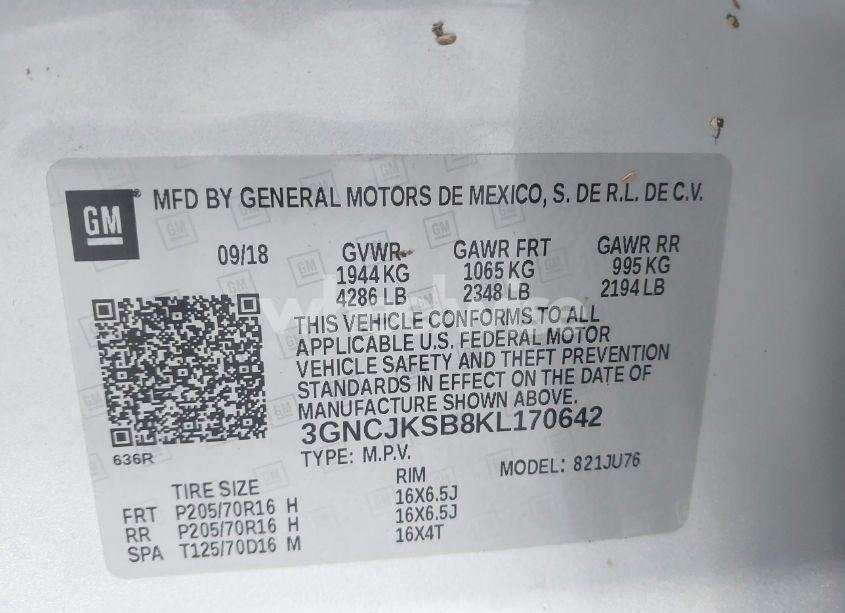 GM® MFD BY GENERAL MOTORS DE MEXICO, S. DE R.L. DE C.V.
09/18 GVWR GAWR FRT GAWR RR
1944 KG 1065 KG 995 KG
4286 LB 2348 LB 2194 LB
THIS VEHICLE CONFORMS TO ALL
APPLICABLE U.S. FEDERAL MOTOR
VEHICLE SAFETY AND THEFT PREVENTION
STANDARDS IN EFFECT ON THE DATE OF
MANUFACTURE SHOWN ABOVE.
3GNCJKSB8KL170642
636R
TYPE: M.P.V. MODEL: 821JU76
TIRE SIZE RIM
FRT P205/70R16 H 16X6.5J
RR P205/70R16 H 16X6.5J
SPA T125/70D16 M 16X4T